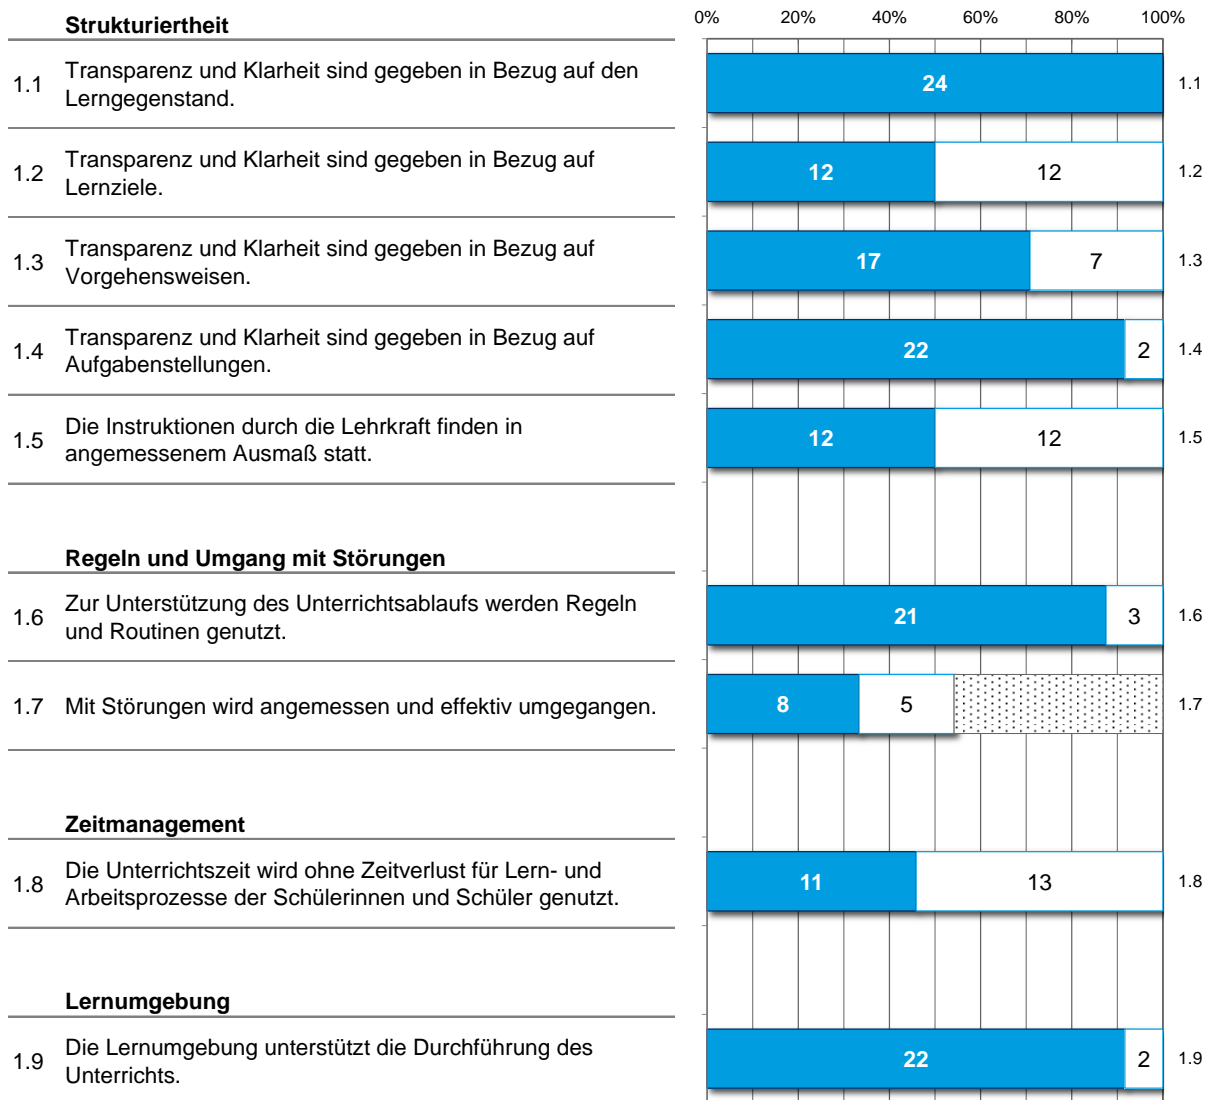 Strukturiertheit
0% 20% 40% 60% 80% 100%
1.1 Transparenz und Klarheit sind gegeben in Bezug auf den
Lerngegenstand.
24 1.1
1.2 Transparenz und Klarheit sind gegeben in Bezug auf
Lernziele.
12 12 1.2
1.3 Transparenz und Klarheit sind gegeben in Bezug auf
Vorgehensweisen.
17 7 1.3
1.4 Transparenz und Klarheit sind gegeben in Bezug auf
Aufgabenstellungen.
22 2 1.4
1.5 Die Instruktionen durch die Lehrkraft finden in
angemessenem Ausmaß statt.
12 12 1.5
Regeln und Umgang mit Störungen
1.6 Zur Unterstützung des Unterrichtsablaufs werden Regeln
und Routinen genutzt.
21 3 1.6
1.7 Mit Störungen wird angemessen und effektiv umgegangen.
8 5 1.7
Zeitmanagement
1.8 Die Unterrichtszeit wird ohne Zeitverlust für Lern- und
Arbeitsprozesse der Schülerinnen und Schüler genutzt.
11 13 1.8
Lernumgebung
1.9 Die Lernumgebung unterstützt die Durchführung des
Unterrichts.
22 2 1.9